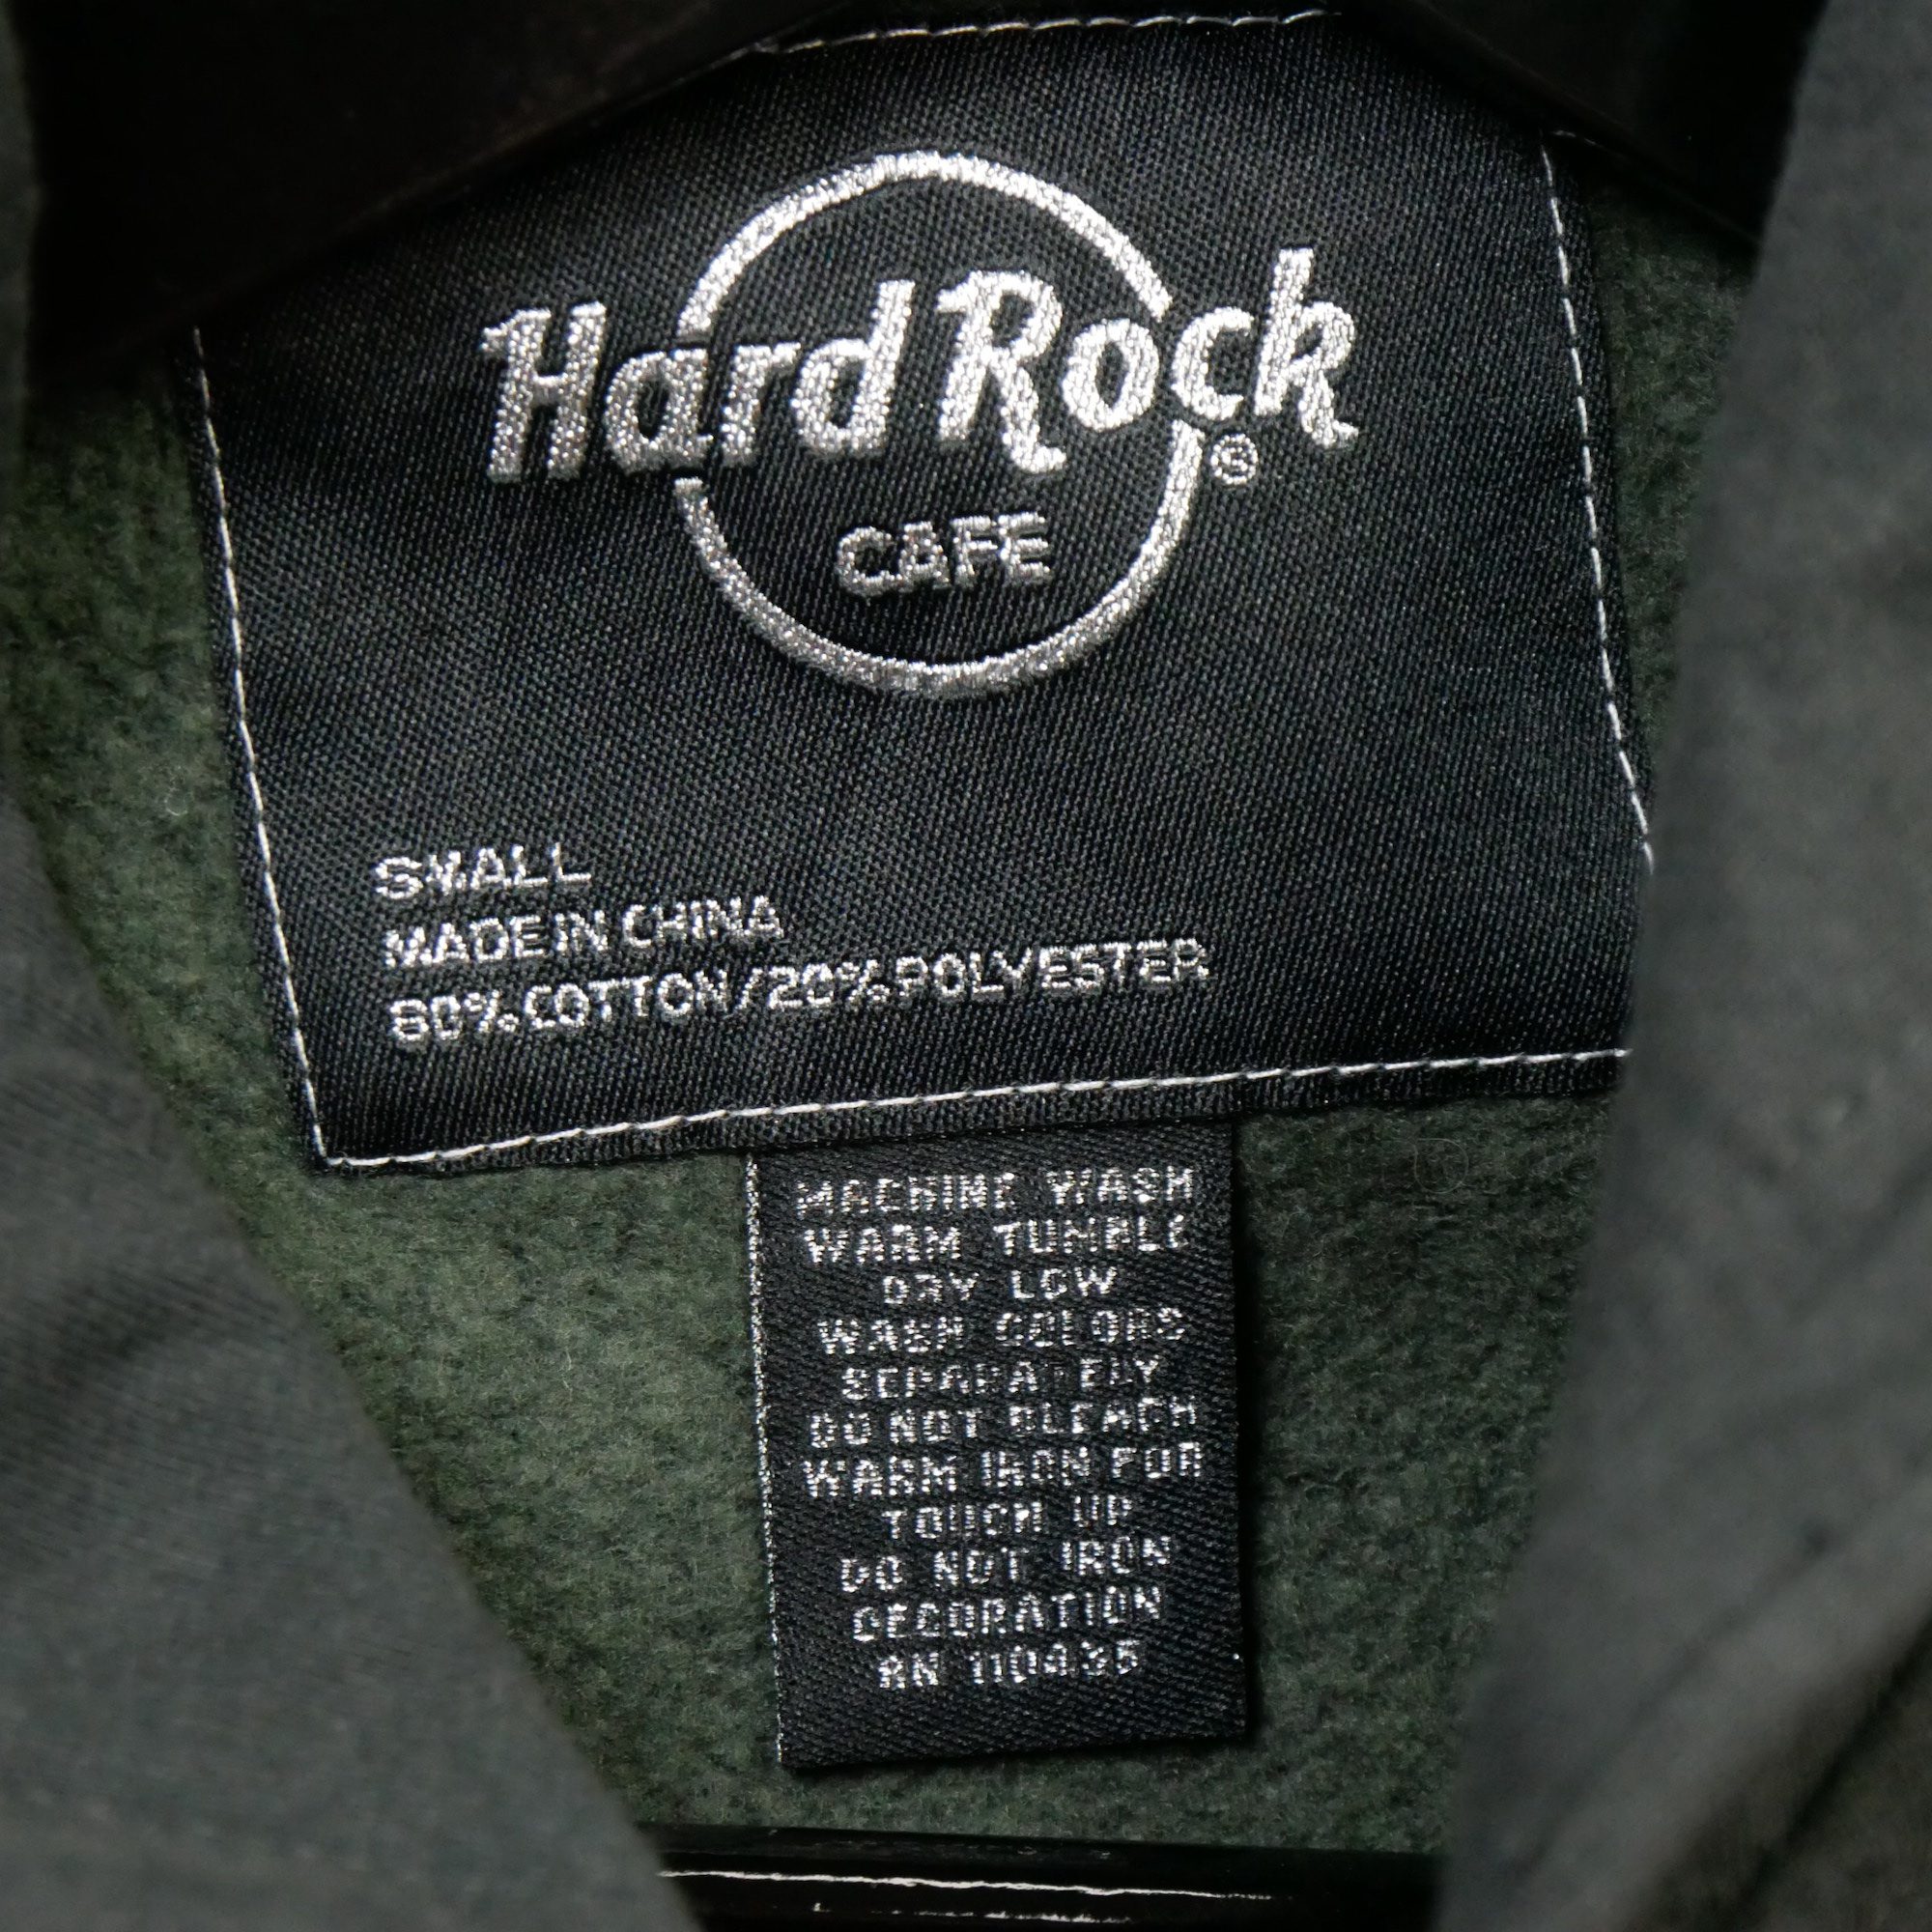 Hard Rock
®
CAFE
SMALL
MADE IN CHINA
80% COTTON/20% POLYESTER
MACHINE WASH
WARM TUMBLE
DRY LOW
WASH COLORS
SEPARATELY
DO NOT BLEACH
WARM IRON FOR
TOUCH UP
DO NOT IRON
DECORATION
RN 110435